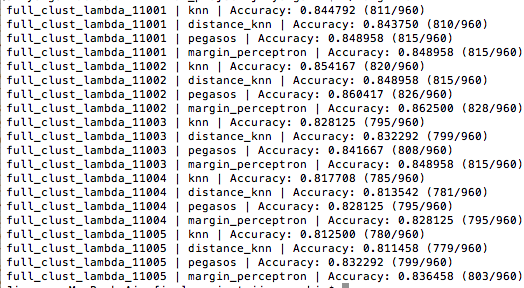 full_clust_lambda_11001 | knn | Accuracy: 0.844792 (811/960)
full_clust_lambda_11001 | distance_knn | Accuracy: 0.843750 (810/960)
full_clust_lambda_11001 | pegasos | Accuracy: 0.848958 (815/960)
full_clust_lambda_11001 | margin_perceptron | Accuracy: 0.848958 (815/960)
full_clust_lambda_11002 | knn | Accuracy: 0.854167 (820/960)
full_clust_lambda_11002 | distance_knn | Accuracy: 0.848958 (815/960)
full_clust_lambda_11002 | pegasos | Accuracy: 0.860417 (826/960)
full_clust_lambda_11002 | margin_perceptron | Accuracy: 0.862500 (828/960)
full_clust_lambda_11003 | knn | Accuracy: 0.828125 (795/960)
full_clust_lambda_11003 | distance_knn | Accuracy: 0.832292 (799/960)
full_clust_lambda_11003 | pegasos | Accuracy: 0.841667 (808/960)
full_clust_lambda_11003 | margin_perceptron | Accuracy: 0.848958 (815/960)
full_clust_lambda_11004 | knn | Accuracy: 0.817708 (785/960)
full_clust_lambda_11004 | distance_knn | Accuracy: 0.813542 (781/960)
full_clust_lambda_11004 | pegasos | Accuracy: 0.828125 (795/960)
full_clust_lambda_11004 | margin_perceptron | Accuracy: 0.828125 (795/960)
full_clust_lambda_11005 | knn | Accuracy: 0.812500 (780/960)
full_clust_lambda_11005 | distance_knn | Accuracy: 0.811458 (779/960)
full_clust_lambda_11005 | pegasos | Accuracy: 0.832292 (799/960)
full_clust_lambda_11005 | margin_perceptron | Accuracy: 0.836458 (803/960)